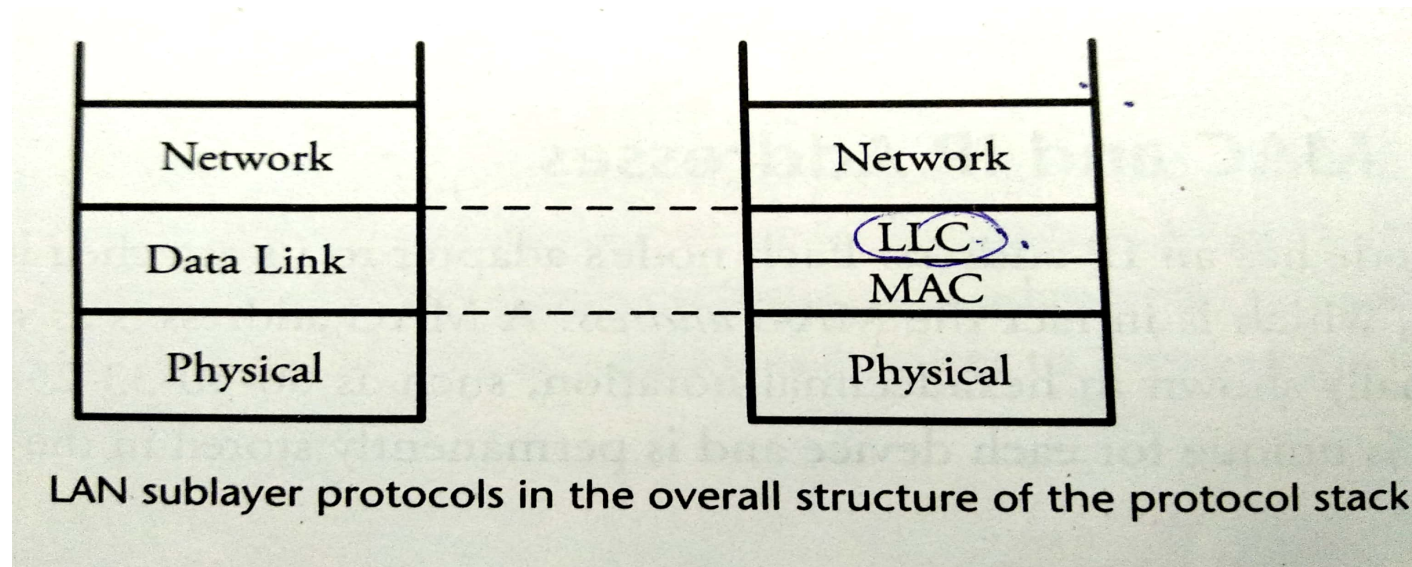 Network Network
LLC
Data Link
MAC
Physical Physical
LAN sublayer protocols in the overall structure of the protocol stack